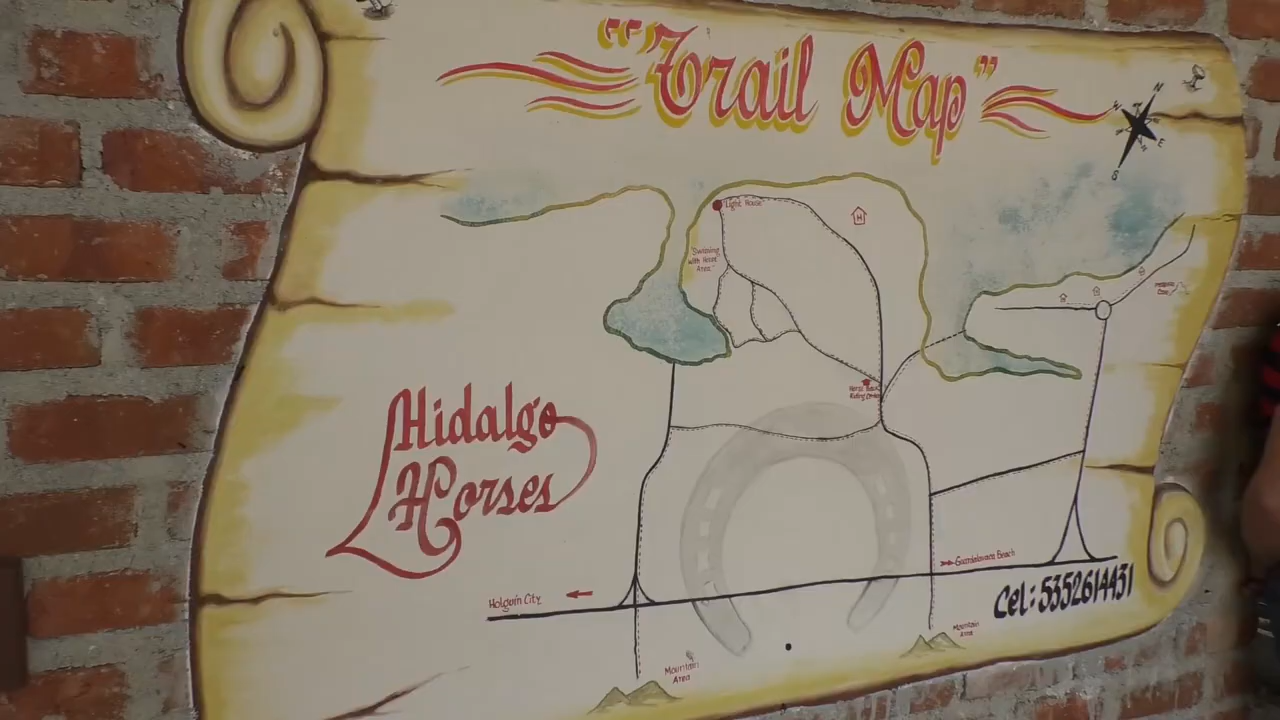 "Trail Map"
N
E
S
W
Light House
"Swiming
with Horse
Area"
H
Horse Back
Riding Center
Hidalgo
Horses
Guardalavaca Beach
Holguín City
Cel: 5352614431
Mountain
Area
Mountain
Area